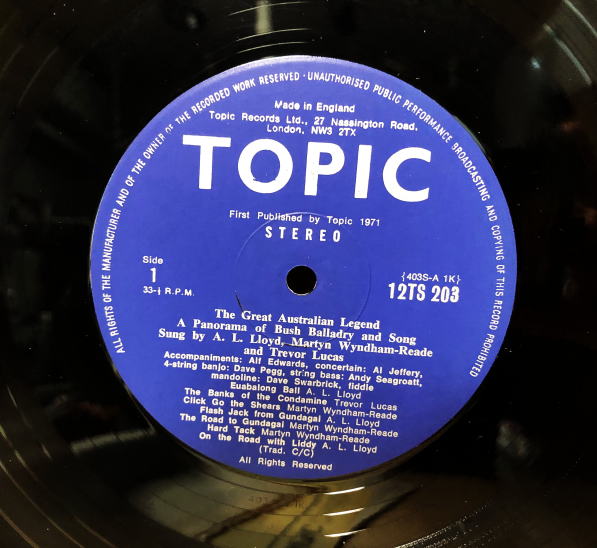 ALL RIGHTS OF THE MANUFACTURER AND OF THE OWNER OF THE RECORDED WORK RESERVED · UNAUTHORISED PUBLIC PERFORMANCE BROADCASTING AND COPYING OF THIS RECORD PROHIBITED
Made in England
Topic Records Ltd., 27 Nassington Road,
London, NW3 2TX
TOPIC
First Published by Topic 1971
STEREO
Side
1
33-⅓ R.P.M.
{403S-A 1K}
12TS 203
The Great Australian Legend
A Panorama of Bush Balladry and Song
Sung by A. L. Lloyd, Martyn Wyndham-Reade
and Trevor Lucas
Accompaniments: Alf Edwards, concertain: Al Jeffery,
4-string banjo: Dave Pegg, string bass: Andy Seagroatt,
mandoline: Dave Swarbrick, fiddle
Euabalong Ball A. L. Lloyd
The Banks of the Condamine Trevor Lucas
Click Go the Shears Martyn Wyndham-Reade
Flash Jack from Gundagai A. L. Lloyd
The Road to Gundagai Martyn Wyndham-Reade
Hard Tack Martyn Wyndham-Reade
On the Road with Liddy A. L. Lloyd
(Trad. C/C)
All Rights Reserved